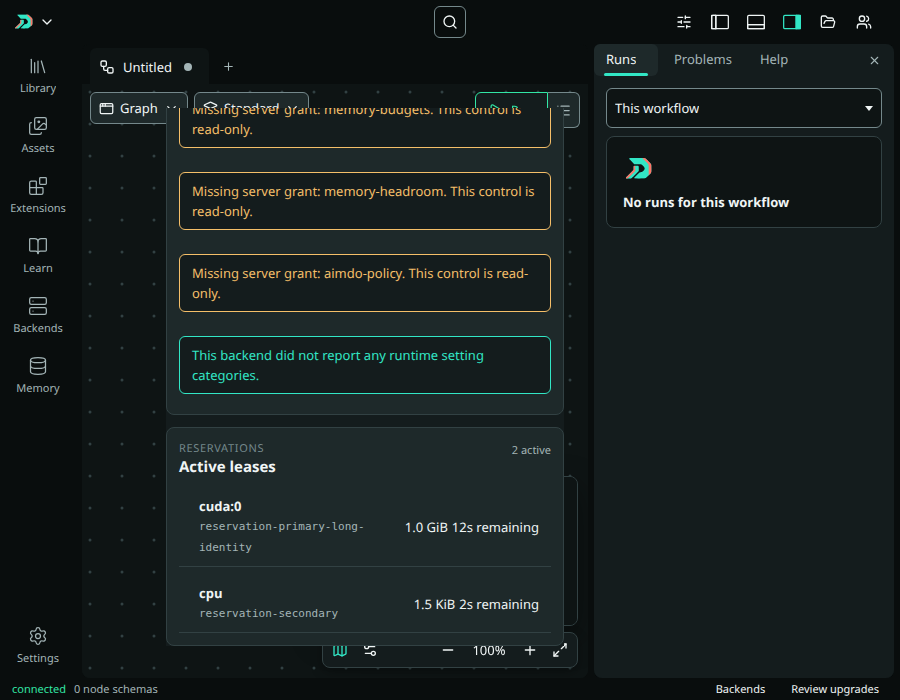 Untitled
Runs
Problems
Help
Library
Assets
Extensions
Learn
Backends
Memory
Settings
Graph
Standard
Missing server grant: memory-budgets. This control is
read-only.
Missing server grant: memory-headroom. This control is
read-only.
Missing server grant: aimdo-policy. This control is read-
only.
This backend did not report any runtime setting
categories.
RESERVATIONS
Active leases
2 active
cuda:0
reservation-primary-long-
identity
1.0 GiB 12s remaining
cpu
reservation-secondary
1.5 KiB 2s remaining
100%
This workflow
No runs for this workflow
connected
0 node schemas
Backends
Review upgrades